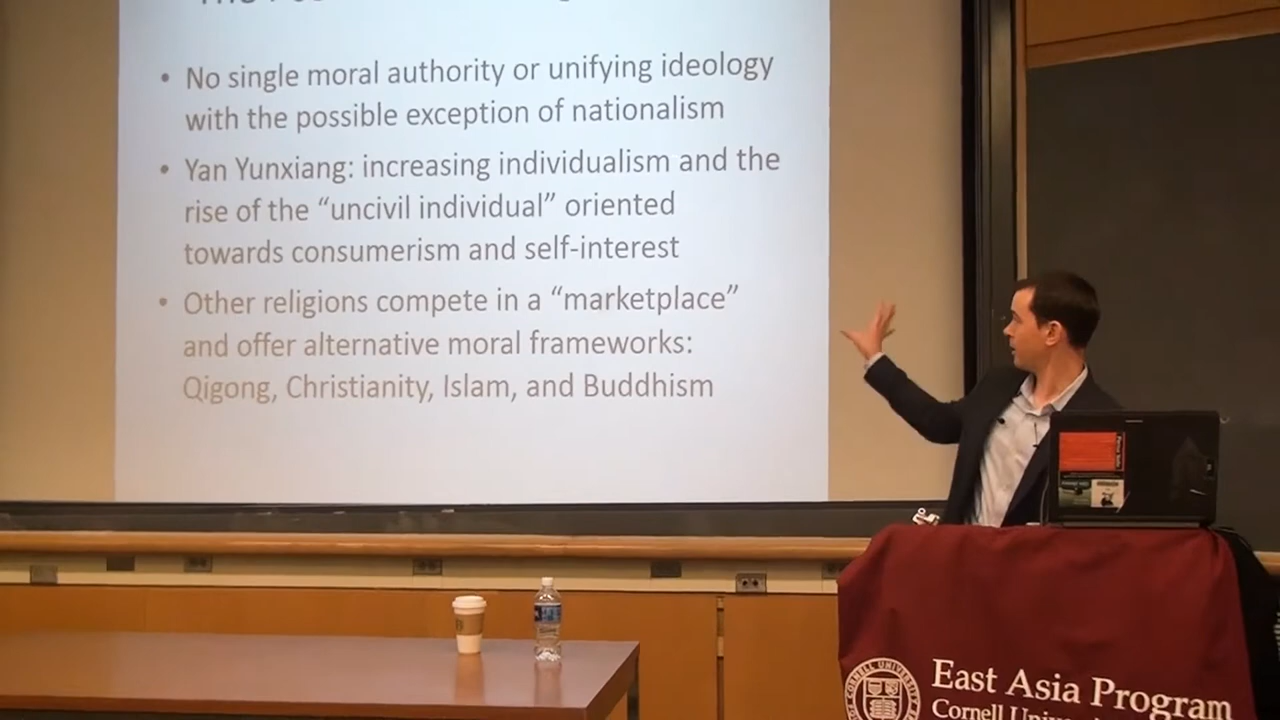 • No single moral authority or unifying ideology
with the possible exception of nationalism
• Yan Yunxiang: increasing individualism and the
rise of the “uncivil individual” oriented
towards consumerism and self-interest
• Other religions compete in a “marketplace”
and offer alternative moral frameworks:
Qigong, Christianity, Islam, and Buddhism
East Asia Program
Cornell